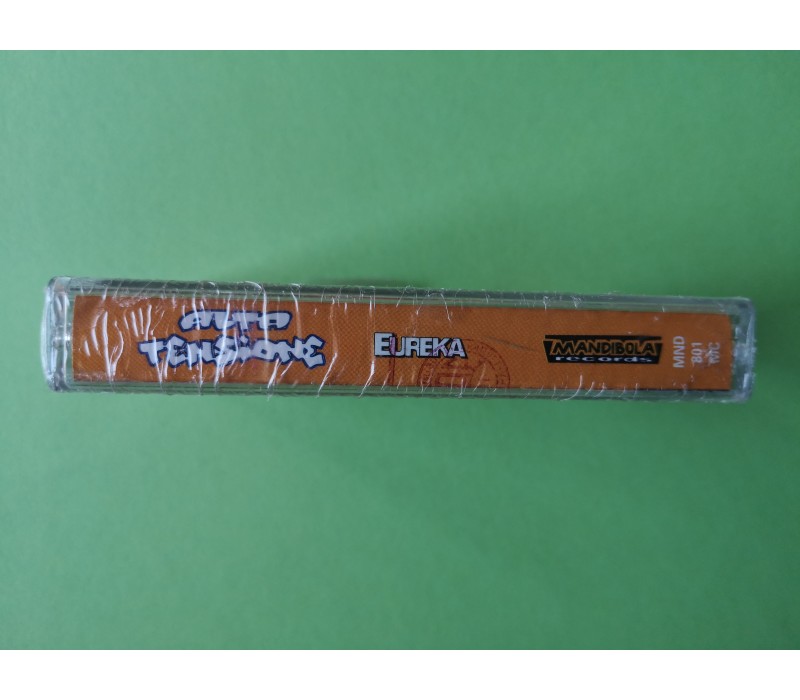 ALTA
TENSIONE
EUREKA
MANDIBOLA
records
MND
801
MC